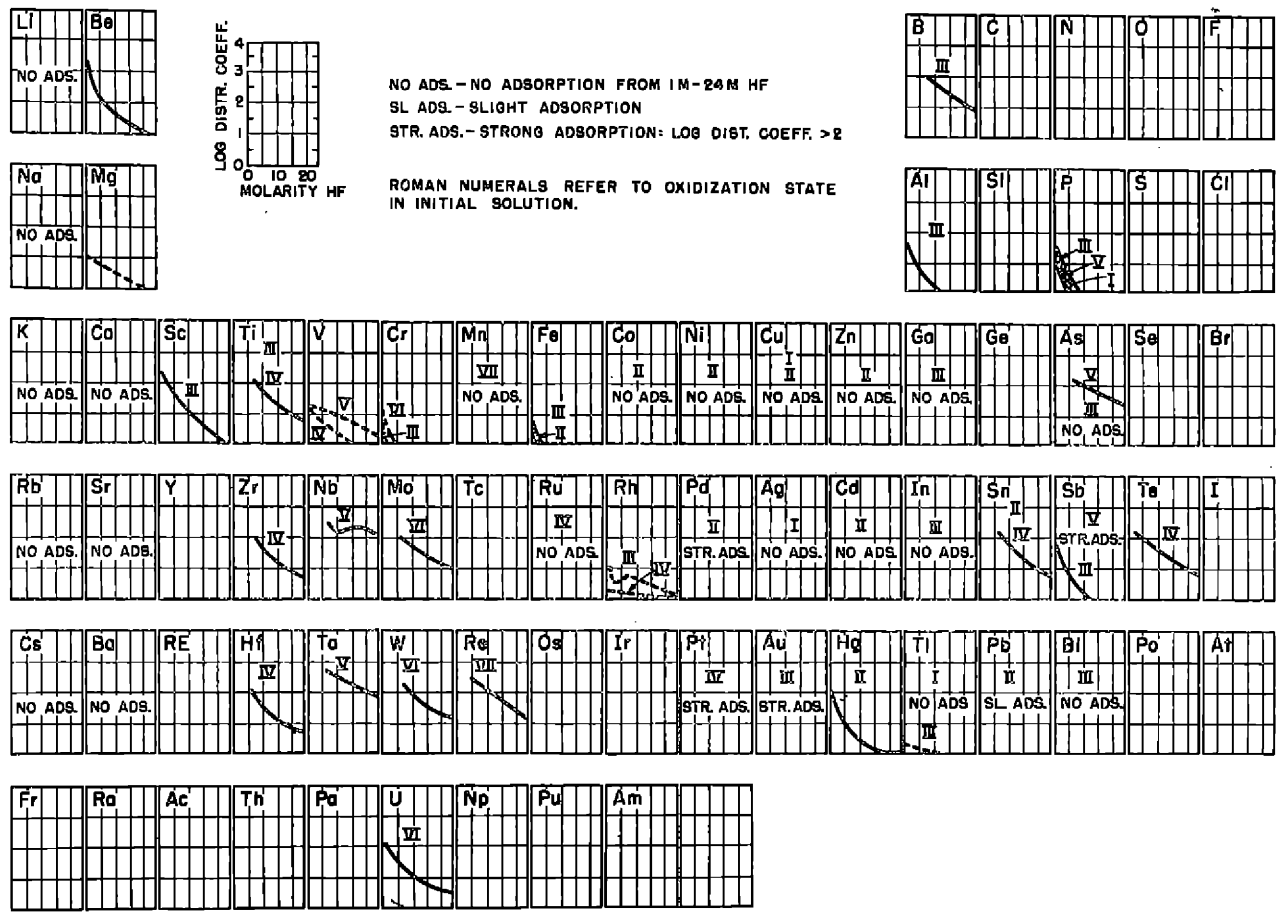 Li Be B C N O F
III
NO ADS.
LOG DISTR. COEFF.
4
3
2
1
0
0 10 20
MOLARITY HF
NO ADS. – NO ADSORPTION FROM 1M–24M HF
SL ADS. – SLIGHT ADSORPTION
STR. ADS. – STRONG ADSORPTION: LOG DIST. COEFF. >2
ROMAN NUMERALS REFER TO OXIDIZATION STATE
IN INITIAL SOLUTION.
Na Mg Al Si P S Cl
NO ADS. III III V I
K Ca Sc Ti V Cr Mn Fe Co Ni Cu Zn Ga Ge As Se Br
III I
III IV VII II II II II III V
NO ADS. NO ADS. NO ADS. NO ADS. NO ADS. NO ADS. NO ADS. NO ADS.
V VI III III
IV III II NO ADS.
Rb Sr Y Zr Nb Mo Tc Ru Rh Pd Ag Cd In Sn Sb Te I
II
V VI IV II I II III IV V IV
IV STR. ADS.
NO ADS. NO ADS. NO ADS. STR. ADS. NO ADS. NO ADS. NO ADS.
III IV III
Cs Ba RE Hf Ta W Re Os Ir Pt Au Hg Tl Pb Bi Po At
IV V VI VII IV III II I II III
NO ADS. NO ADS. STR. ADS. STR. ADS. NO ADS SL. ADS. NO ADS.
III
Fr Ra Ac Th Pa U Np Pu Am
VI